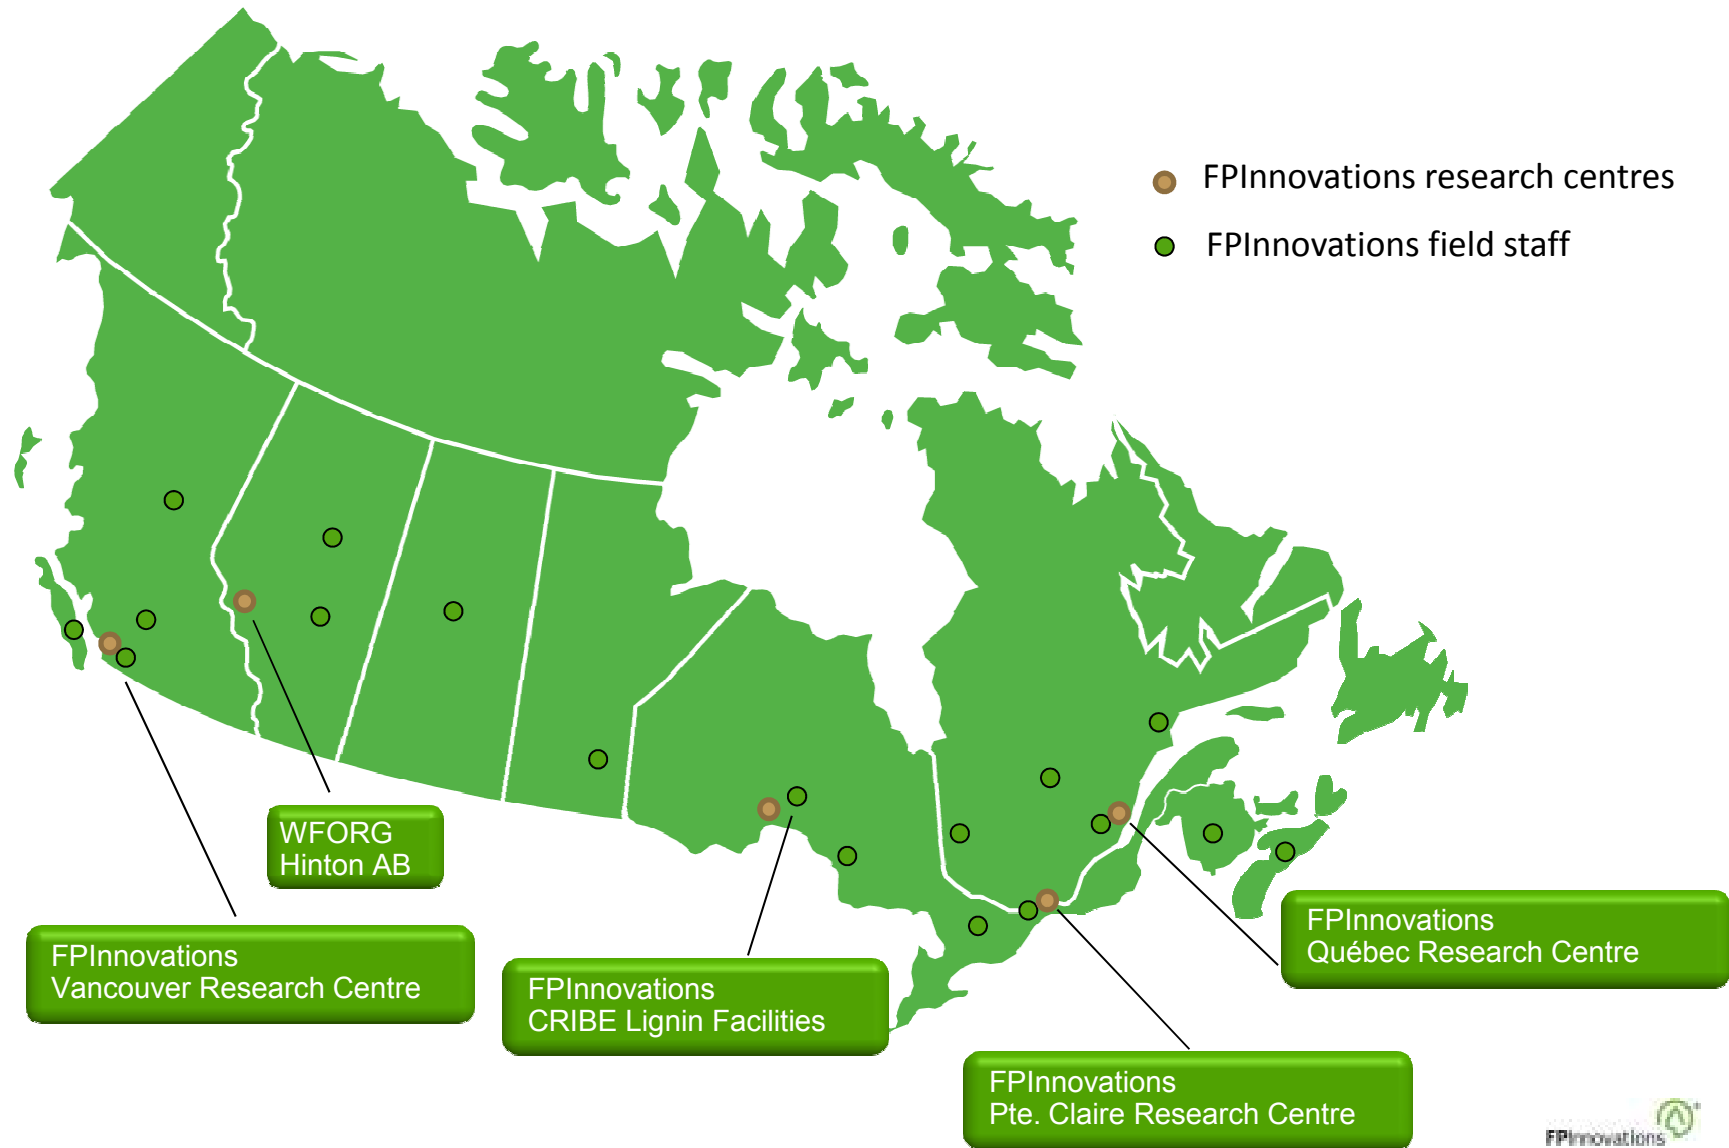 FPInnovations research centres
FPInnovations field staff
WFORG
Hinton AB
FPInnovations
Vancouver Research Centre
FPInnovations
CRIBE Lignin Facilities
FPInnovations
Québec Research Centre
FPInnovations
Pte. Claire Research Centre
FPInnovations